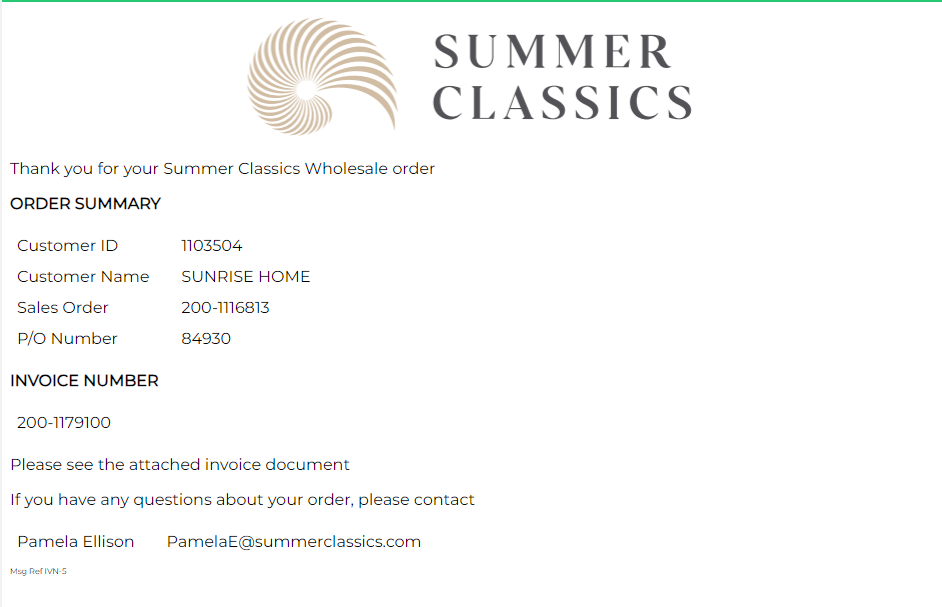 SUMMER
CLASSICS
Thank you for your Summer Classics Wholesale order
ORDER SUMMARY
Customer ID 1103504
Customer Name SUNRISE HOME
Sales Order 200-1116813
P/O Number 84930
INVOICE NUMBER
200-1179100
Please see the attached invoice document
If you have any questions about your order, please contact
Pamela Ellison PamelaE@summerclassics.com
Msg Ref IVN-5